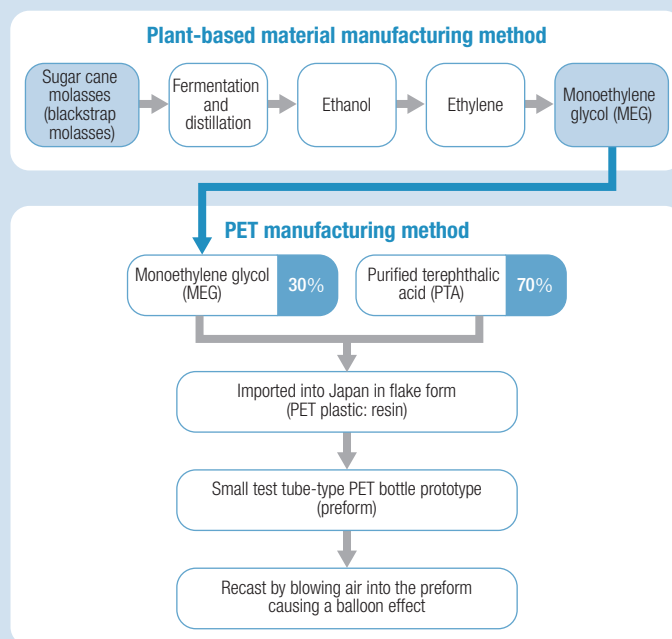 Plant-based material manufacturing method
Sugar cane
molasses
(blackstrap
molasses)
Fermentation
and
distillation
Ethanol
Ethylene
Monoethylene
glycol (MEG)
PET manufacturing method
Monoethylene glycol
(MEG)
30%
Purified terephthalic
acid (PTA)
70%
Imported into Japan in flake form
(PET plastic: resin)
Small test tube-type PET bottle prototype
(preform)
Recast by blowing air into the preform
causing a balloon effect